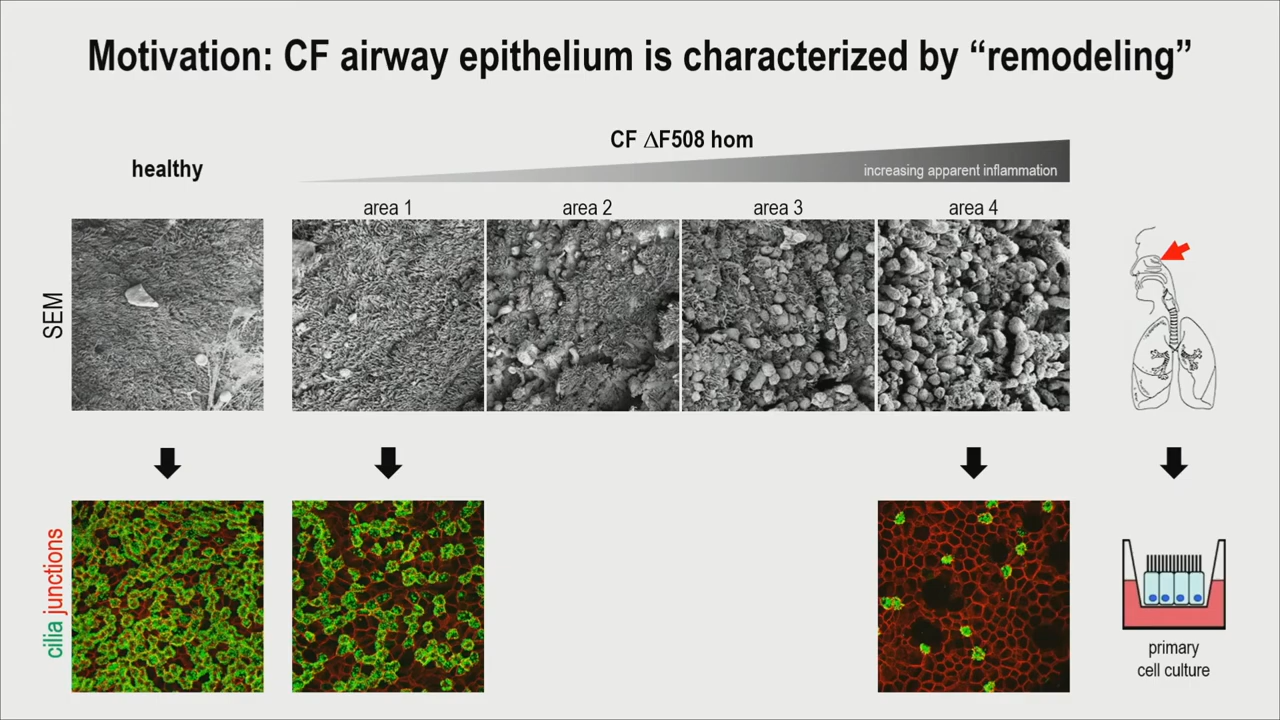 Motivation: CF airway epithelium is characterized by “remodeling”
CF ΔF508 hom
healthy
increasing apparent inflammation
area 1
area 2
area 3
area 4
SEM
cilia junctions
primary
cell culture